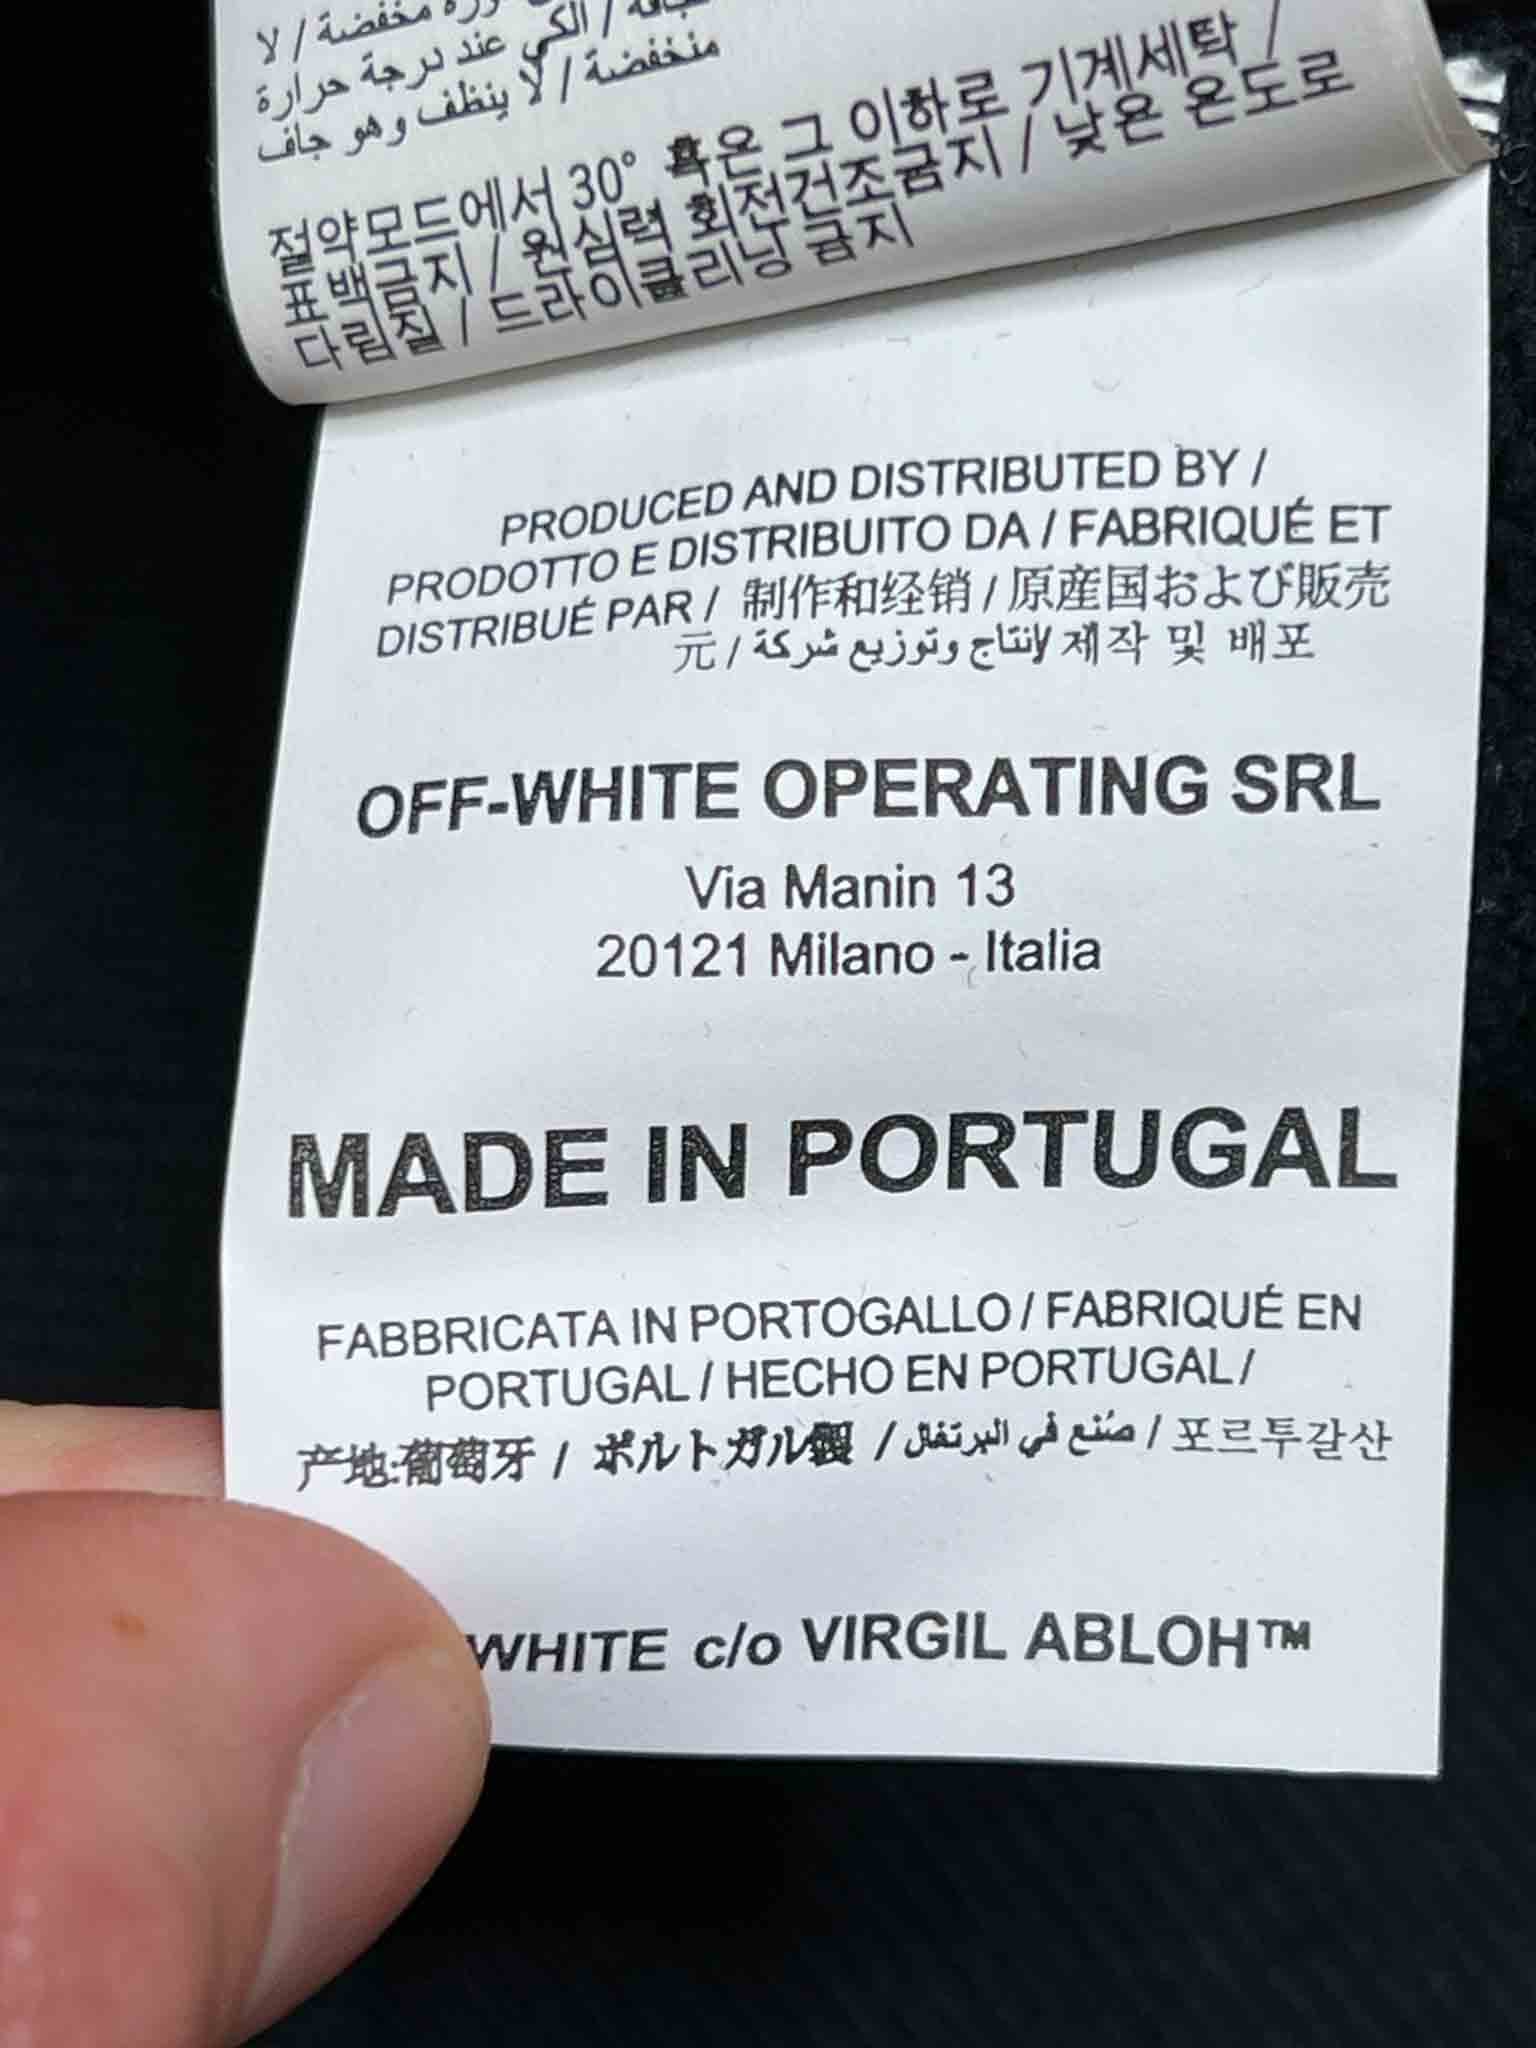 مخفضة / لا
الكي عند درجة حرارة
منخفضة / لا ينظف وهو جاف
절약모드에서 30° 혹은 그 이하로 기계세탁 /
표백금지 / 원심력 회전건조금지 / 낮은 온도로
다림질 / 드라이클리닝 금지
PRODUCED AND DISTRIBUTED BY /
PRODOTTO E DISTRIBUITO DA / FABRIQUÉ ET
DISTRIBUÉ PAR / 制作和经销 / 原産国および販売
元 / إنتاج وتوزيع شركة 제작 및 배포
OFF-WHITE OPERATING SRL
Via Manin 13
20121 Milano - Italia
MADE IN PORTUGAL
FABBRICATA IN PORTOGALLO / FABRIQUÉ EN
PORTUGAL / HECHO EN PORTUGAL /
产地:葡萄牙 / ポルトガル製 / صُنع في البرتغال / 포르투갈산
WHITE c/o VIRGIL ABLOH™